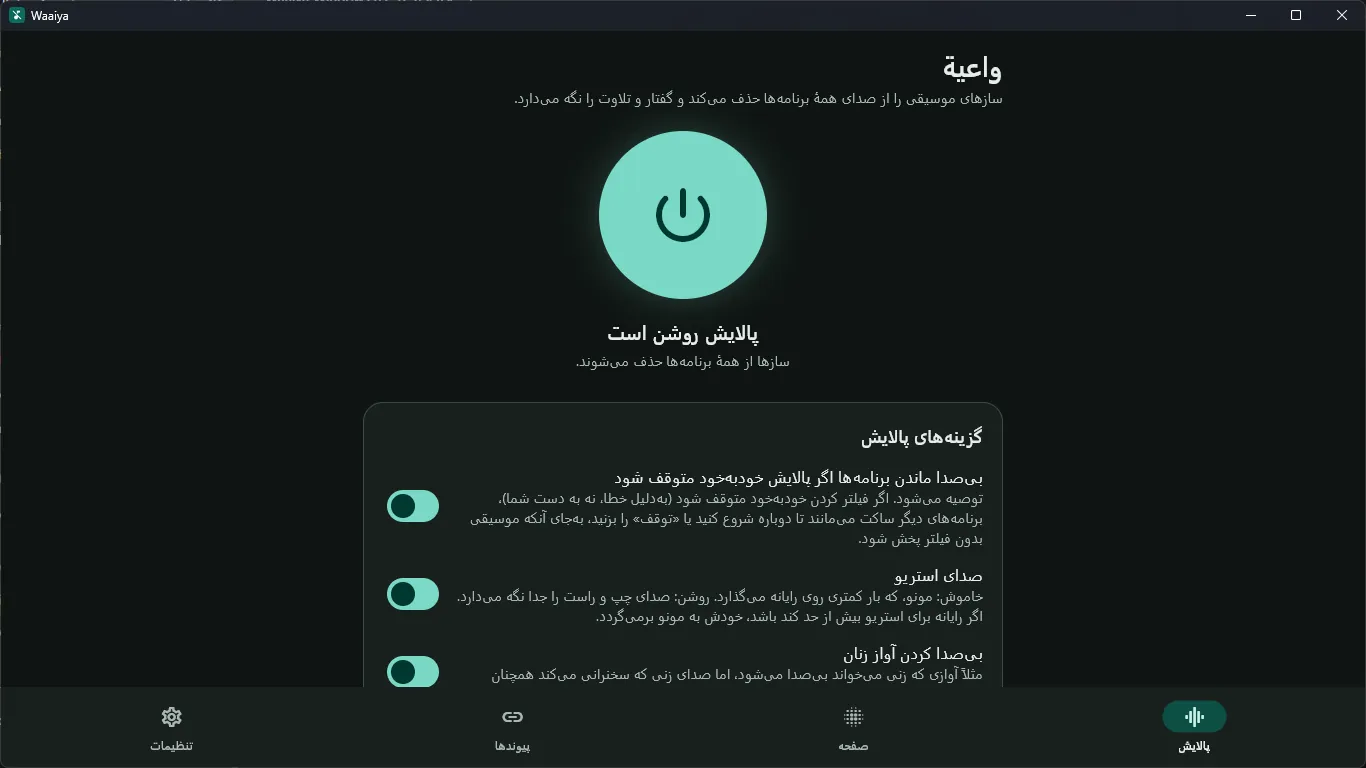 Waaiya
واعية
سازهای موسیقی را از صدای همهٔ برنامه‌ها حذف می‌کند و گفتار و تلاوت را نگه می‌دارد.
پالایش روشن است
سازها از همهٔ برنامه‌ها حذف می‌شوند.
گزینه‌های پالایش
بی‌صدا ماندن برنامه‌ها اگر پالایش خودبه‌خود متوقف شود
توصیه می‌شود. اگر فیلتر کردن خودبه‌خود متوقف شود (به‌دلیل خطا، نه به دست شما)،
برنامه‌های دیگر ساکت می‌مانند تا دوباره شروع کنید یا «توقف» را بزنید، به‌جای آنکه موسیقی
بدون فیلتر پخش شود.
صدای استریو
خاموش: مونو، که بار کمتری روی رایانه می‌گذارد. روشن: صدای چپ و راست را جدا نگه می‌دارد.
اگر رایانه برای استریو بیش از حد کند باشد، خودش به مونو برمی‌گردد.
بی‌صدا کردن آواز زنان
مثلاً آوازی که زنی می‌خواند بی‌صدا می‌شود، اما صدای زنی که سخنرانی می‌کند همچنان
پالایش
صفحه
پیوندها
تنظیمات